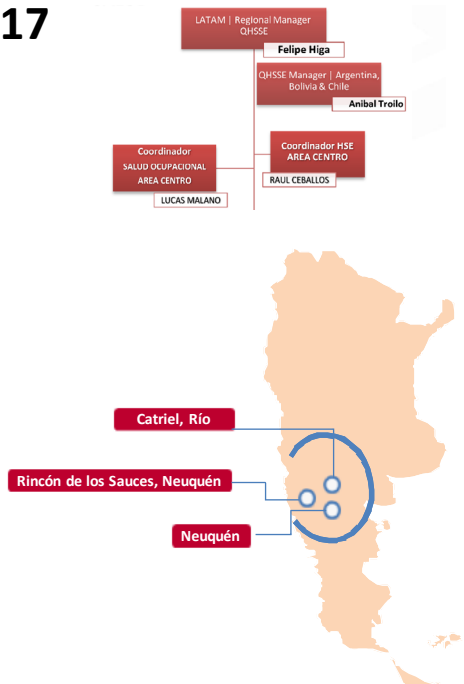 17
LATAM | Regional Manager
QHSSE
Felipe Higa
QHSSE Manager | Argentina,
Bolivia & Chile
Anibal Troilo
Coordinador
SALUD OCUPACIONAL
AREA CENTRO
LUCAS MALANO
Coordinador HSE
AREA CENTRO
RAUL CEBALLOS
Catriel, Río
Rincón de los Sauces, Neuquén
Neuquén